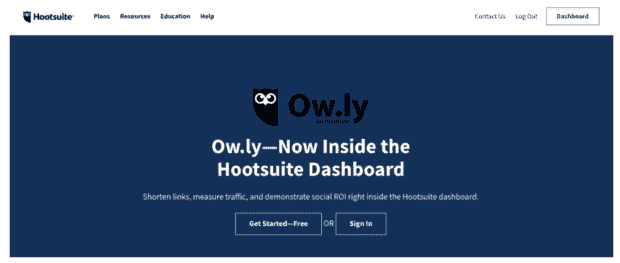 Hootsuite
Plans Resources Education Help
Contact Us Log Out Dashboard
Ow.ly
Ow.ly—Now Inside the
Hootsuite Dashboard
Shorten links, measure traffic, and demonstrate social ROI right inside the Hootsuite dashboard.
Get Started—Free OR Sign In